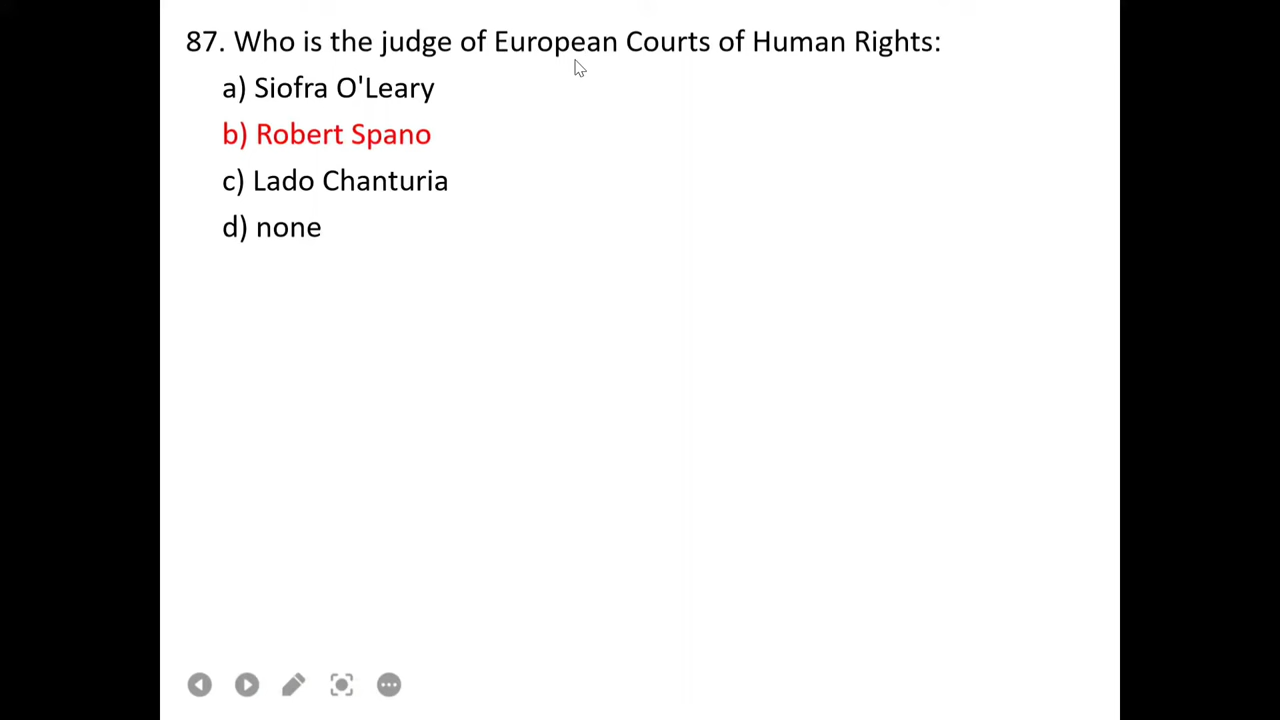 87. Who is the judge of European Courts of Human Rights:
a) Siofra O'Leary
b) Robert Spano
c) Lado Chanturia
d) none